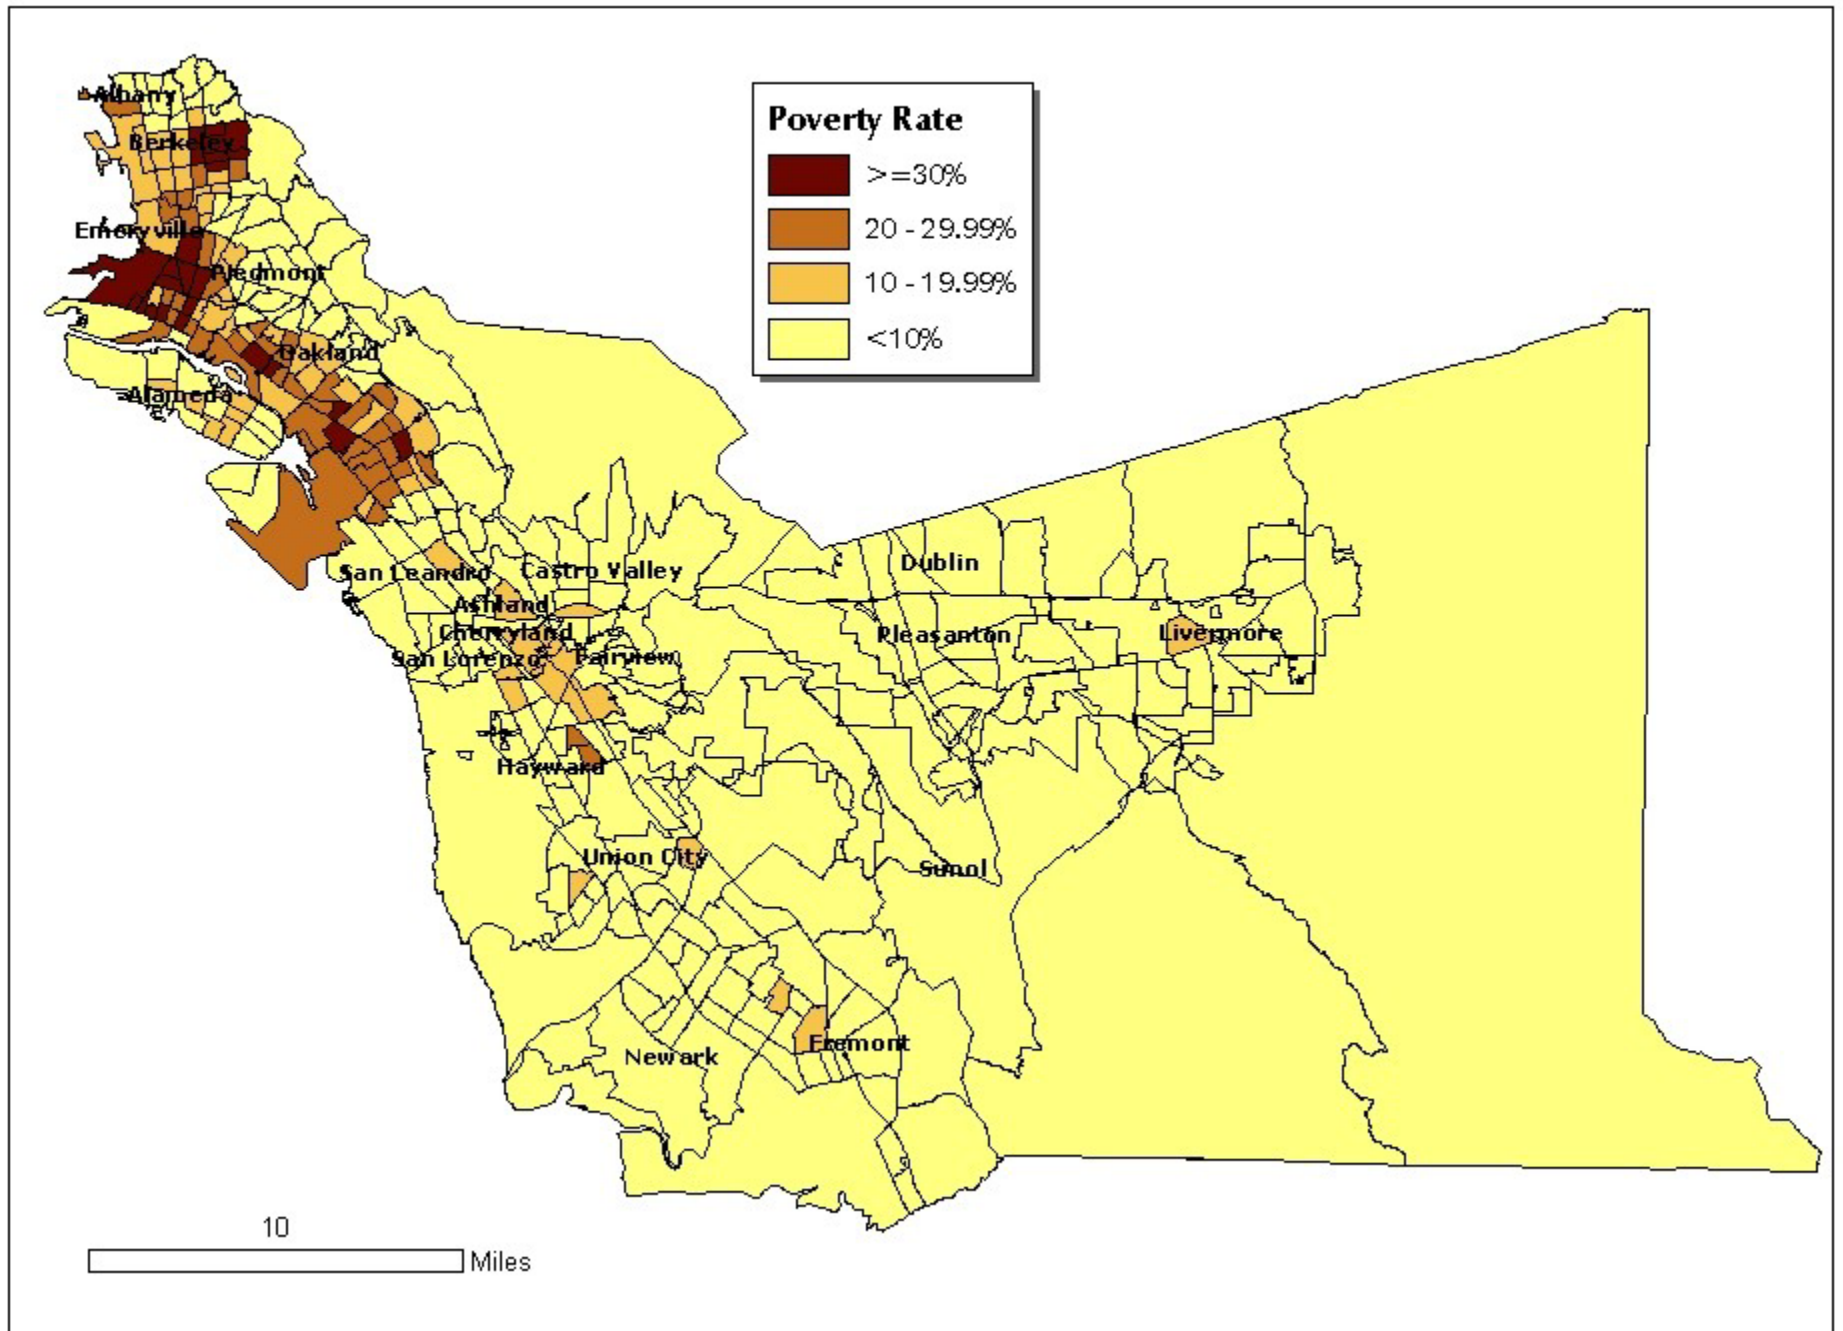 Poverty Rate
>=30%
20 - 29.99%
10 - 19.99%
<10%
Albany
Berkeley
Emeryville
Piedmont
Oakland
Alameda
San Leandro
Castro Valley
Dublin
Ashland
Cherryland
Pleasanton
Livermore
San Lorenzo
Fairview
Hayward
Union City
Sunol
Newark
Fremont
10
Miles